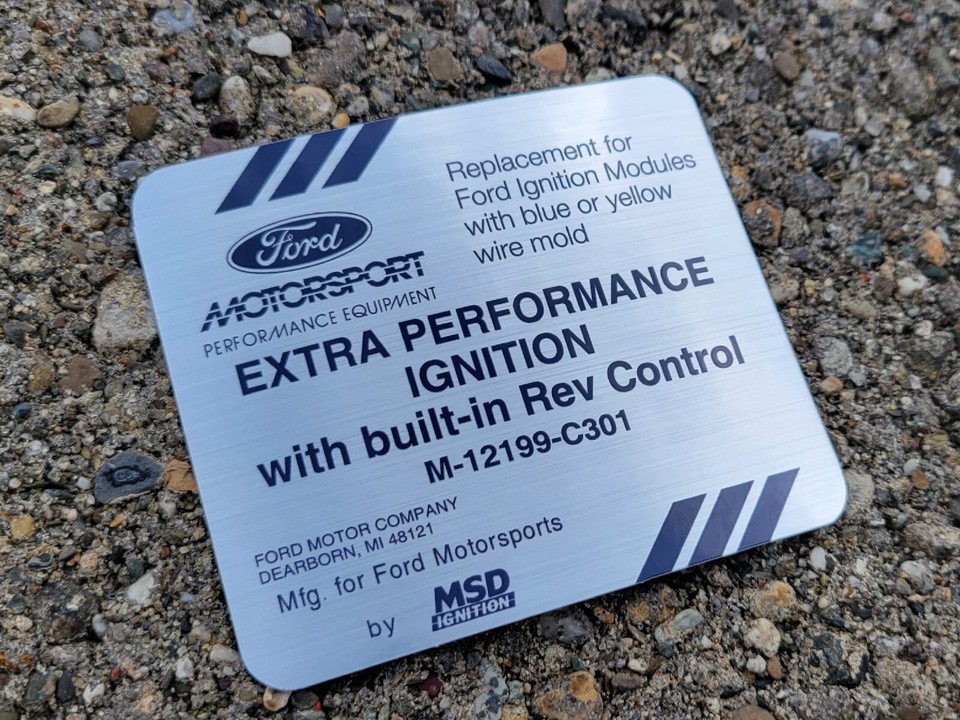 Ford
MOTORSPORT
PERFORMANCE EQUIPMENT
Replacement for
Ford Ignition Modules
with blue or yellow
wire mold
EXTRA PERFORMANCE
IGNITION
with built-in Rev Control
M-12199-C301
FORD MOTOR COMPANY
DEARBORN, MI 48121
Mfg. for Ford Motorsports
by MSD
IGNITION